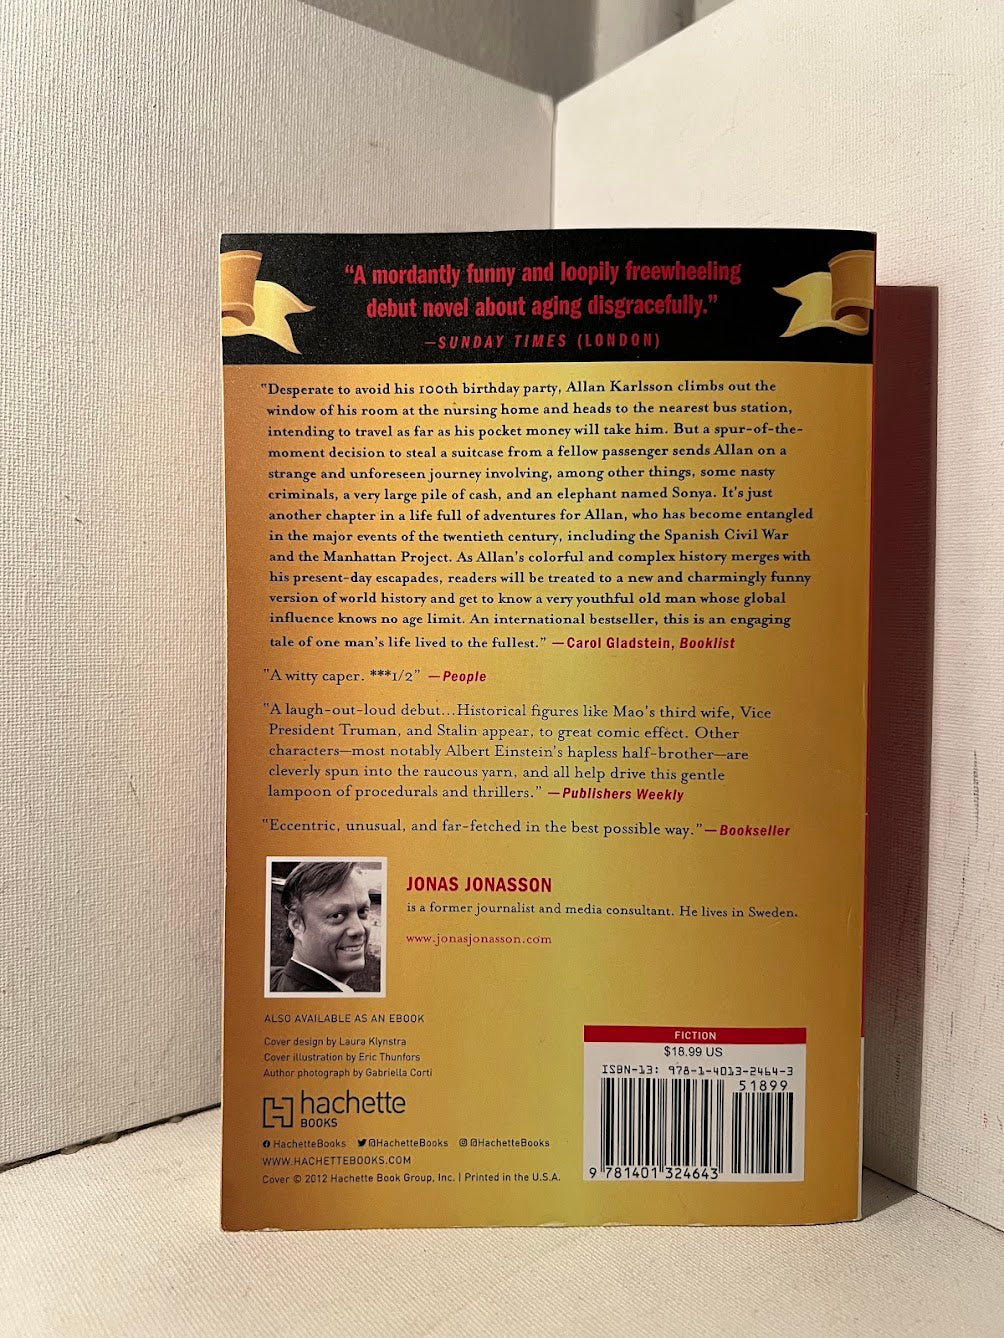 “A mordantly funny and loopily freewheeling
debut novel about aging disgracefully.”
—SUNDAY TIMES (LONDON)
“Desperate to avoid his 100th birthday party, Allan Karlsson climbs out the
window of his room at the nursing home and heads to the nearest bus station,
intending to travel as far as his pocket money will take him. But a spur-of-the-
moment decision to steal a suitcase from a fellow passenger sends Allan on a
strange and unforeseen journey involving, among other things, some nasty
criminals, a very large pile of cash, and an elephant named Sonya. It’s just
another chapter in a life full of adventures for Allan, who has become entangled
in the major events of the twentieth century, including the Spanish Civil War
and the Manhattan Project. As Allan’s colorful and complex history merges with
his present-day escapades, readers will be treated to a new and charmingly funny
version of world history and get to know a very youthful old man whose global
influence knows no age limit. An international bestseller, this is an engaging
tale of one man’s life lived to the fullest.” —Carol Gladstein, Booklist
“A witty caper. ***1/2” —People
“A laugh-out-loud debut...Historical figures like Mao’s third wife, Vice
President Truman, and Stalin appear, to great comic effect. Other
characters—most notably Albert Einstein’s hapless half-brother—are
cleverly spun into the raucous yarn, and all help drive this gentle
lampoon of procedurals and thrillers.” —Publishers Weekly
“Eccentric, unusual, and far-fetched in the best possible way.”—Bookseller
JONAS JONASSON
is a former journalist and media consultant. He lives in Sweden.
www.jonasjonasson.com
ALSO AVAILABLE AS AN EBOOK
Cover design by Laura Klynstra
Cover illustration by Eric Thunfors
Author photograph by Gabriella Corti
hachette
BOOKS
HachetteBooks @HachetteBooks @HachetteBooks
WWW.HACHETTEBOOKS.COM
Cover © 2012 Hachette Book Group, Inc. | Printed in the U.S.A.
FICTION
$18.99 US
ISBN-13: 978-1-4013-2464-3
51899
9 781401 324643